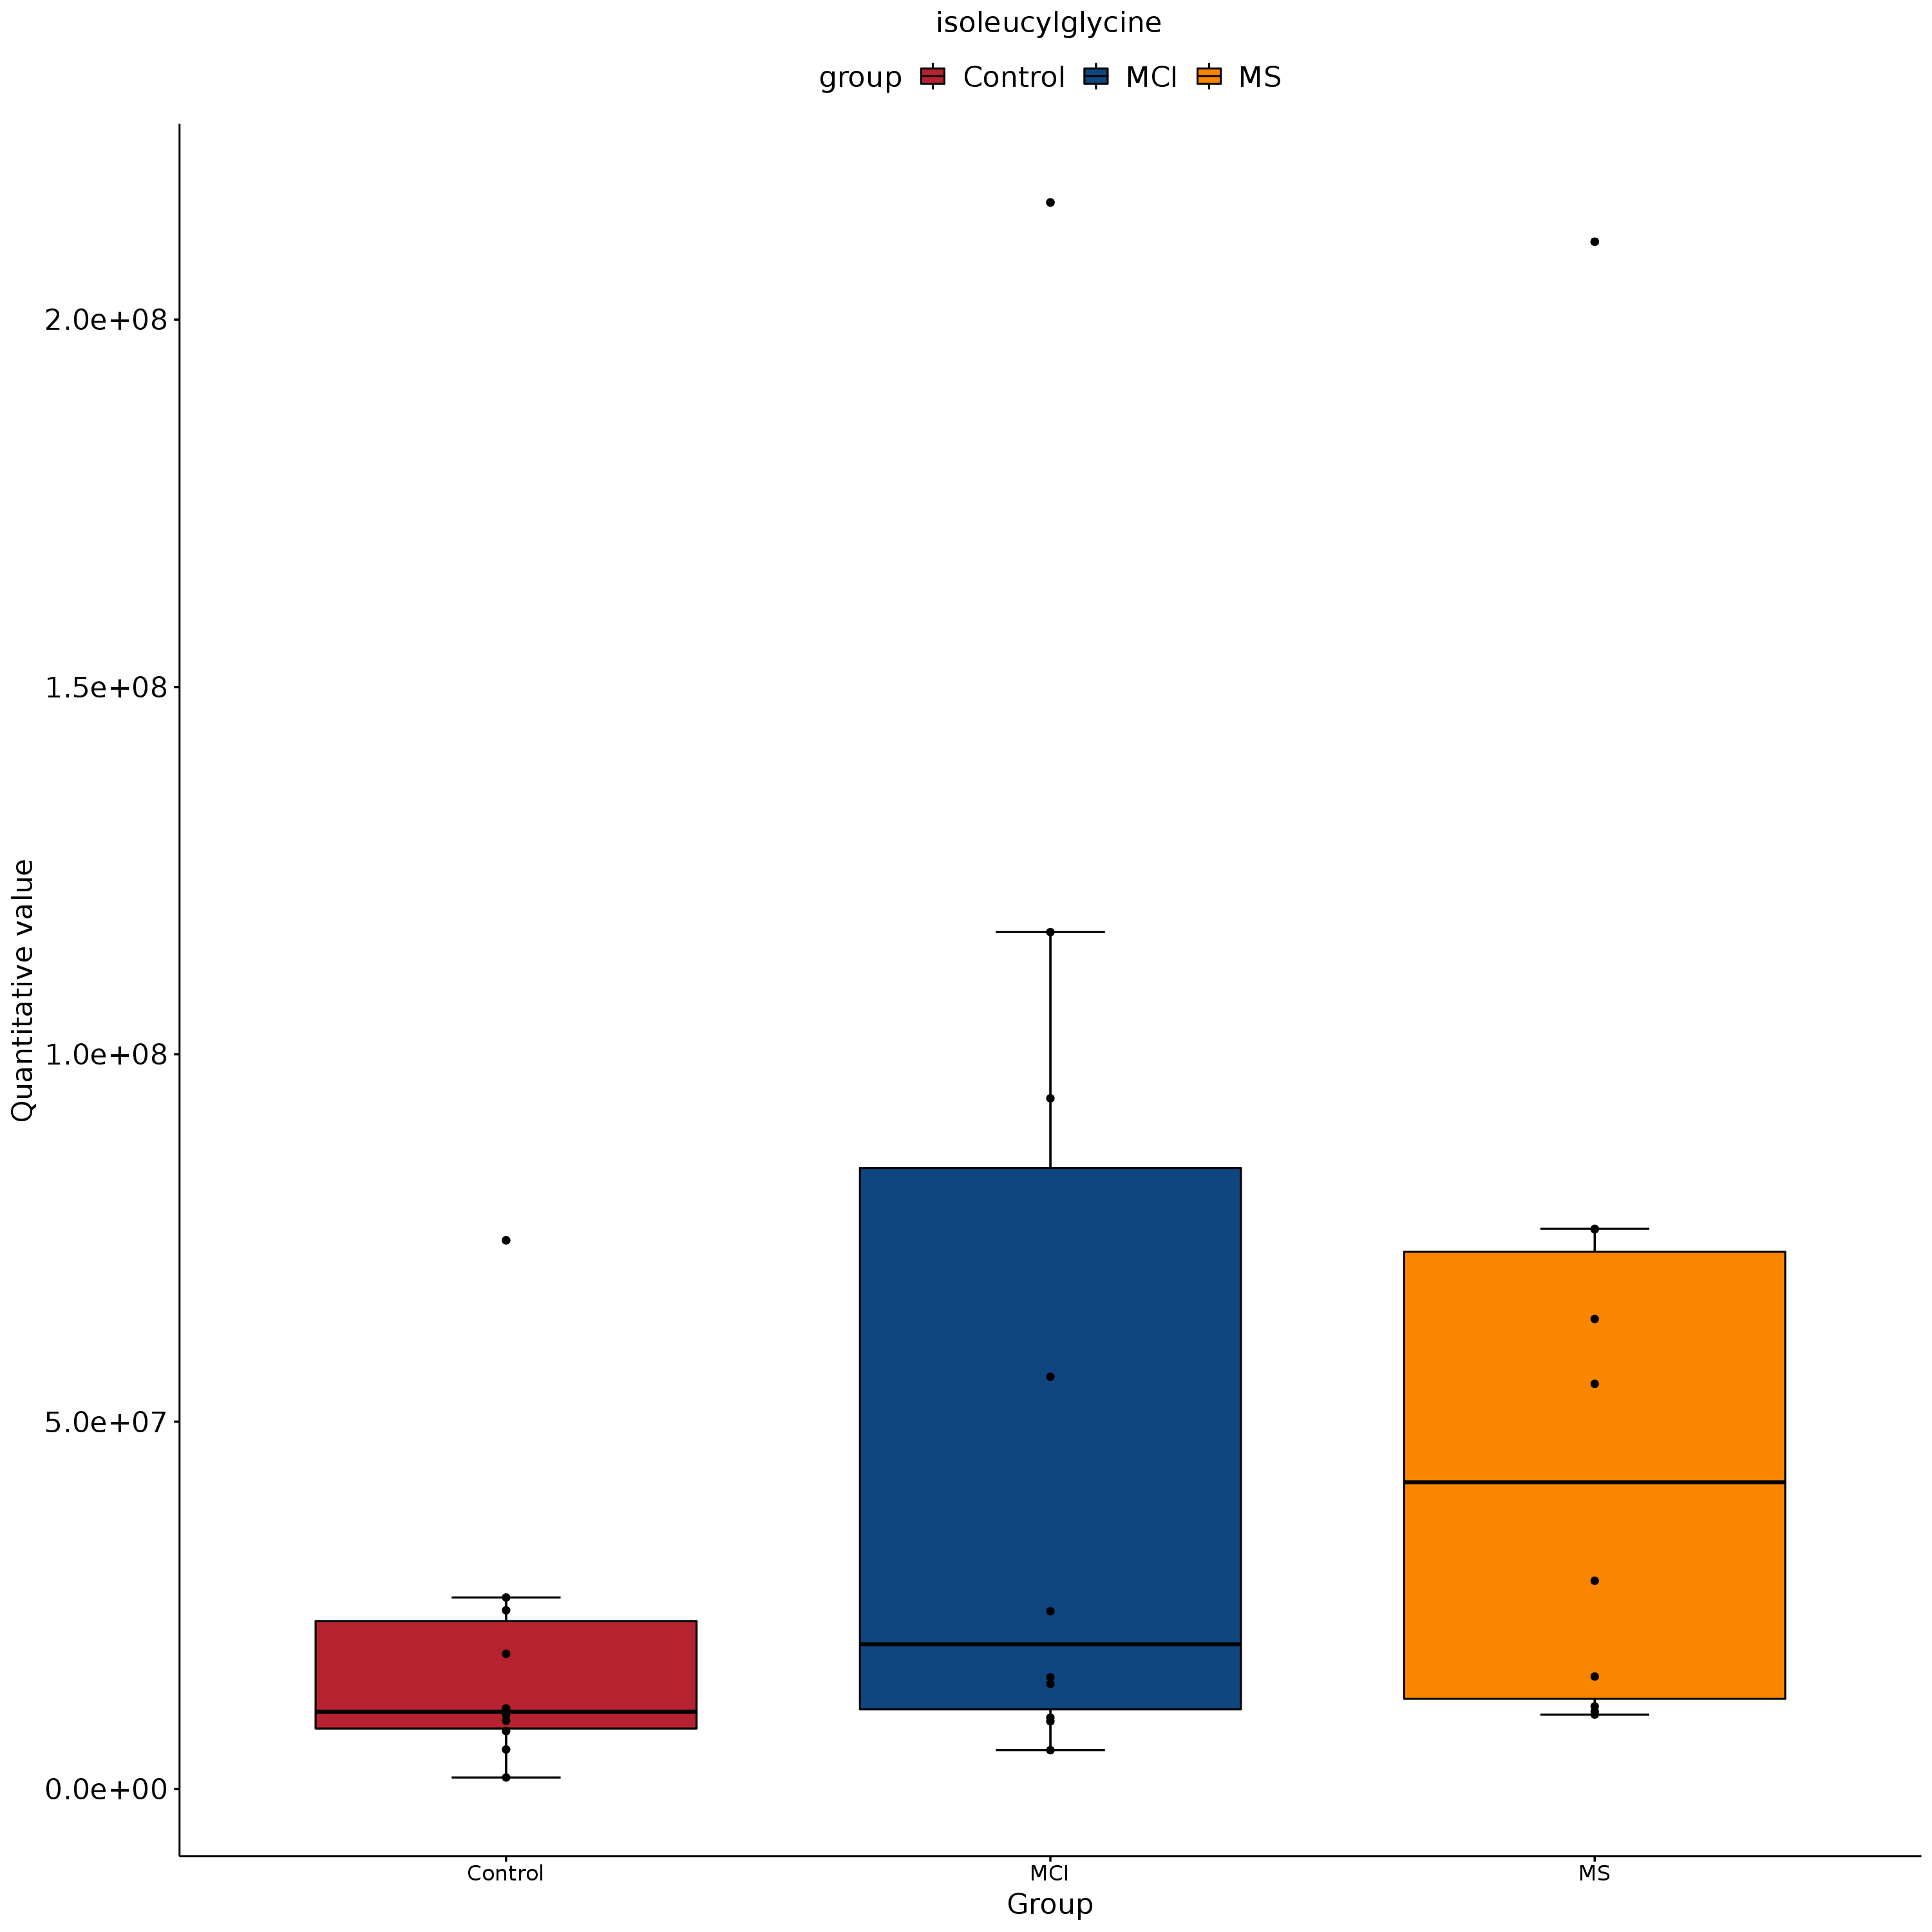 isoleucylglycine
group Control MCI MS
Quantitative value
2.0e+08
1.5e+08
1.0e+08
5.0e+07
0.0e+00
Control MCI MS
Group